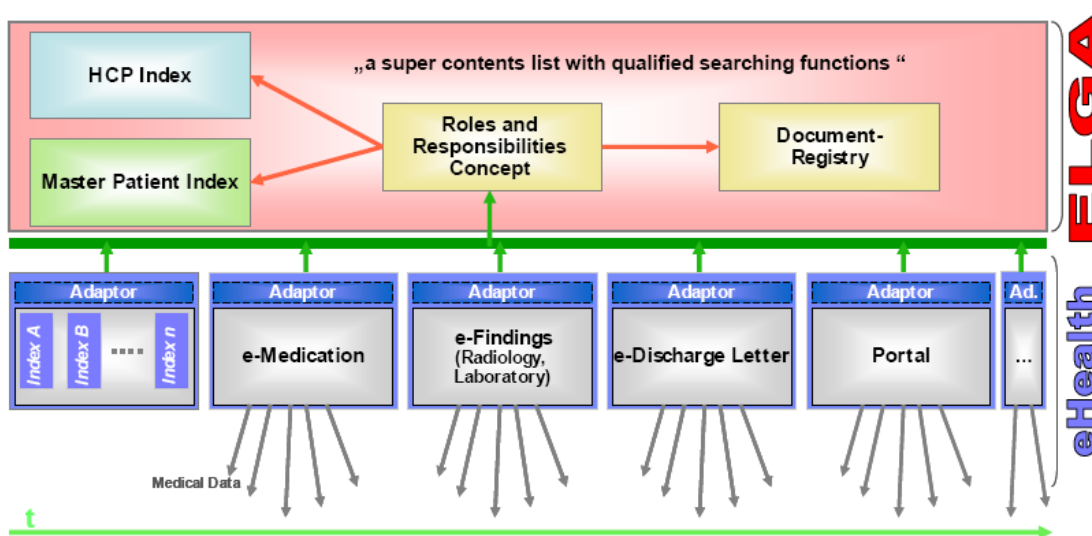 HCP Index
„a super contents list with qualified searching functions “
Roles and
Responsibilities
Concept
Document-
Registry
Master Patient Index
ELGA
Adaptor
Adaptor
Adaptor
Adaptor
Adaptor
Ad.
Index A
Index B
....
Index n
e-Medication
e-Findings
(Radiology,
Laboratory)
e-Discharge Letter
Portal
...
eHealth
Medical Data
t